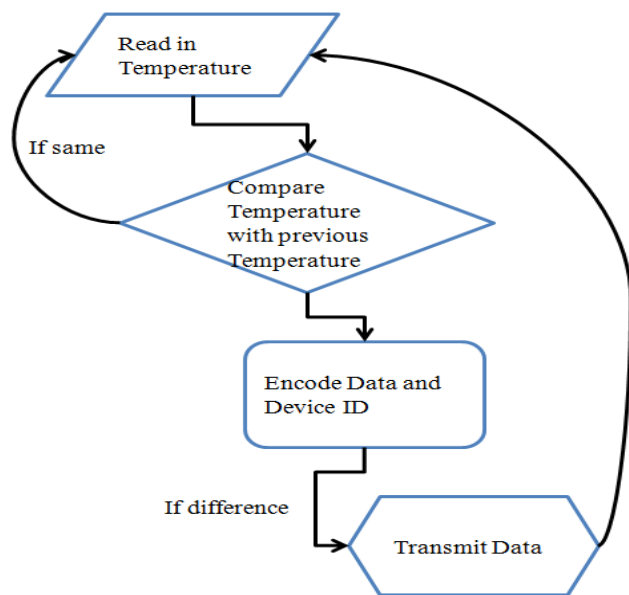 Read in
Temperature
If same
Compare
Temperature
with previous
Temperature
Encode Data and
Device ID
If difference
Transmit Data